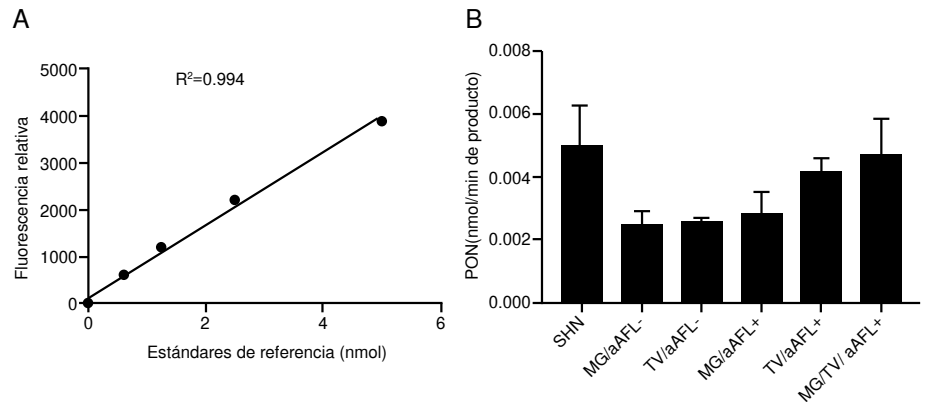 A
R²=0.994
Fluorescencia relativa
5000
4000
3000
2000
1000
0
0
2
4
6
Estándares de referencia (nmol)
B
PON(nmol/min de producto)
0.008
0.006
0.004
0.002
0.000
SHN
MG/aAFL-
TV/aAFL-
MG/aAFL+
TV/aAFL+
MG/TV/ aAFL+